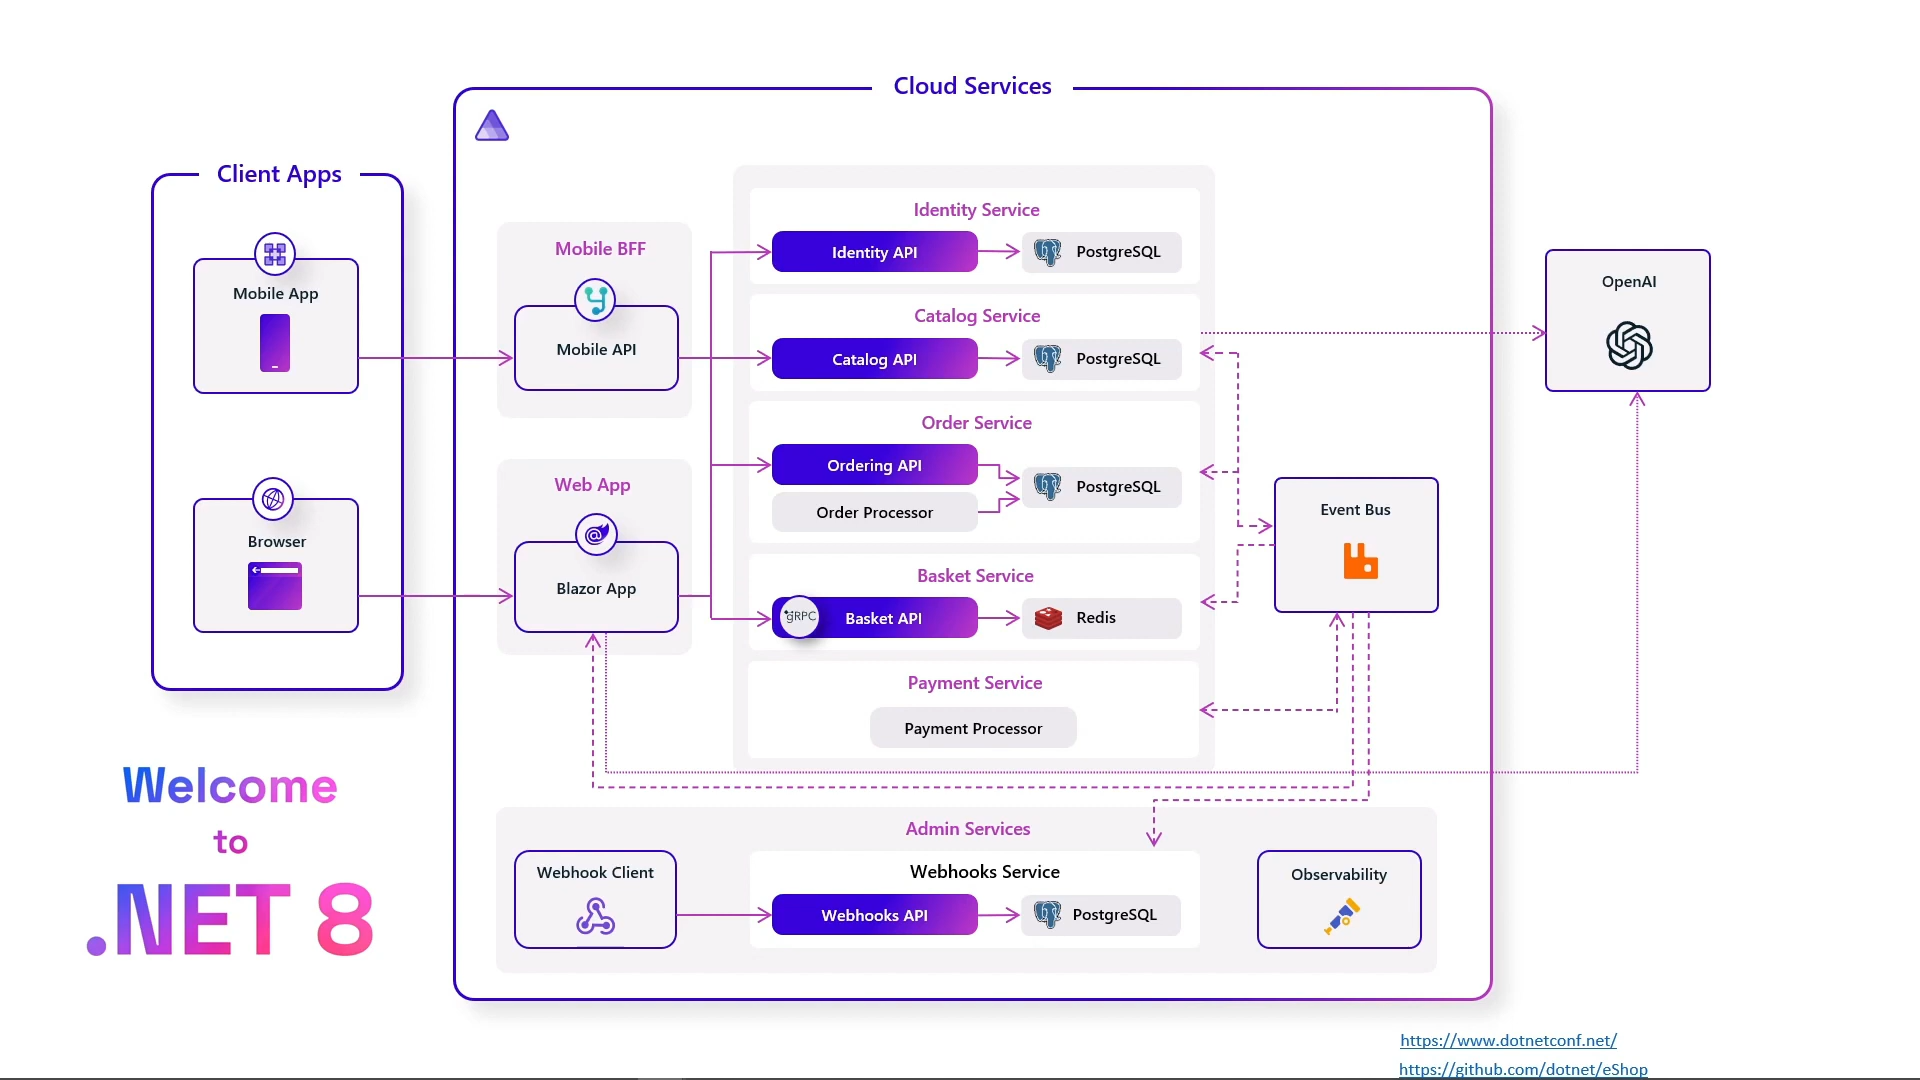 Cloud Services
Client Apps
Mobile App
Browser
Mobile BFF
Mobile API
Web App
Blazor App
Identity Service
Identity API
PostgreSQL
Catalog Service
Catalog API
PostgreSQL
Order Service
Ordering API
Order Processor
PostgreSQL
Basket Service
gRPC
Basket API
Redis
Payment Service
Payment Processor
Event Bus
OpenAI
Admin Services
Webhook Client
Webhooks Service
Webhooks API
PostgreSQL
Observability
Welcome
to
.NET 8
https://www.dotnetconf.net/
https://github.com/dotnet/eShop